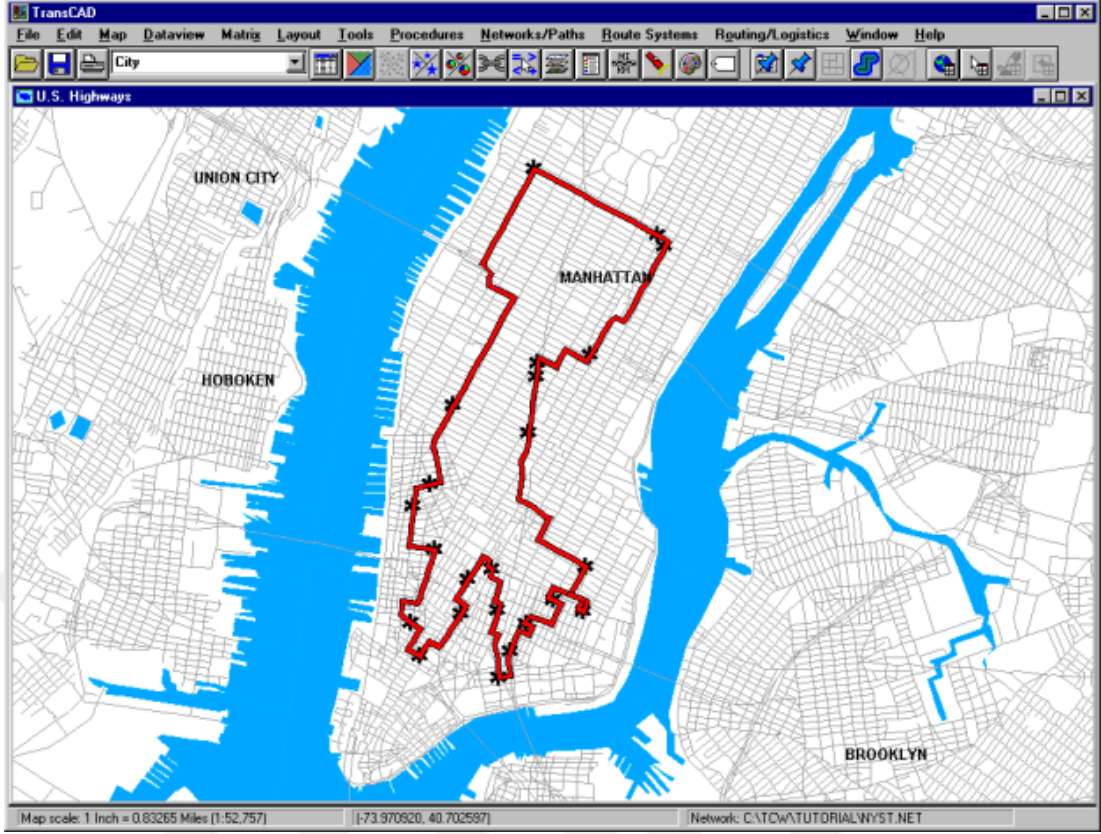 TransCAD
File Edit Map Dataview Matrix Layout Tools Procedures Networks/Paths Route Systems Routing/Logistics Window Help
City
U.S. Highways
UNION CITY
MANHATTAN
HOBOKEN
BROOKLYN
Map scale: 1 Inch = 0.83265 Miles (1:52,757) (-73.970920, 40.702597) Network: C:\TCW\TUTORIAL\NYST.NET